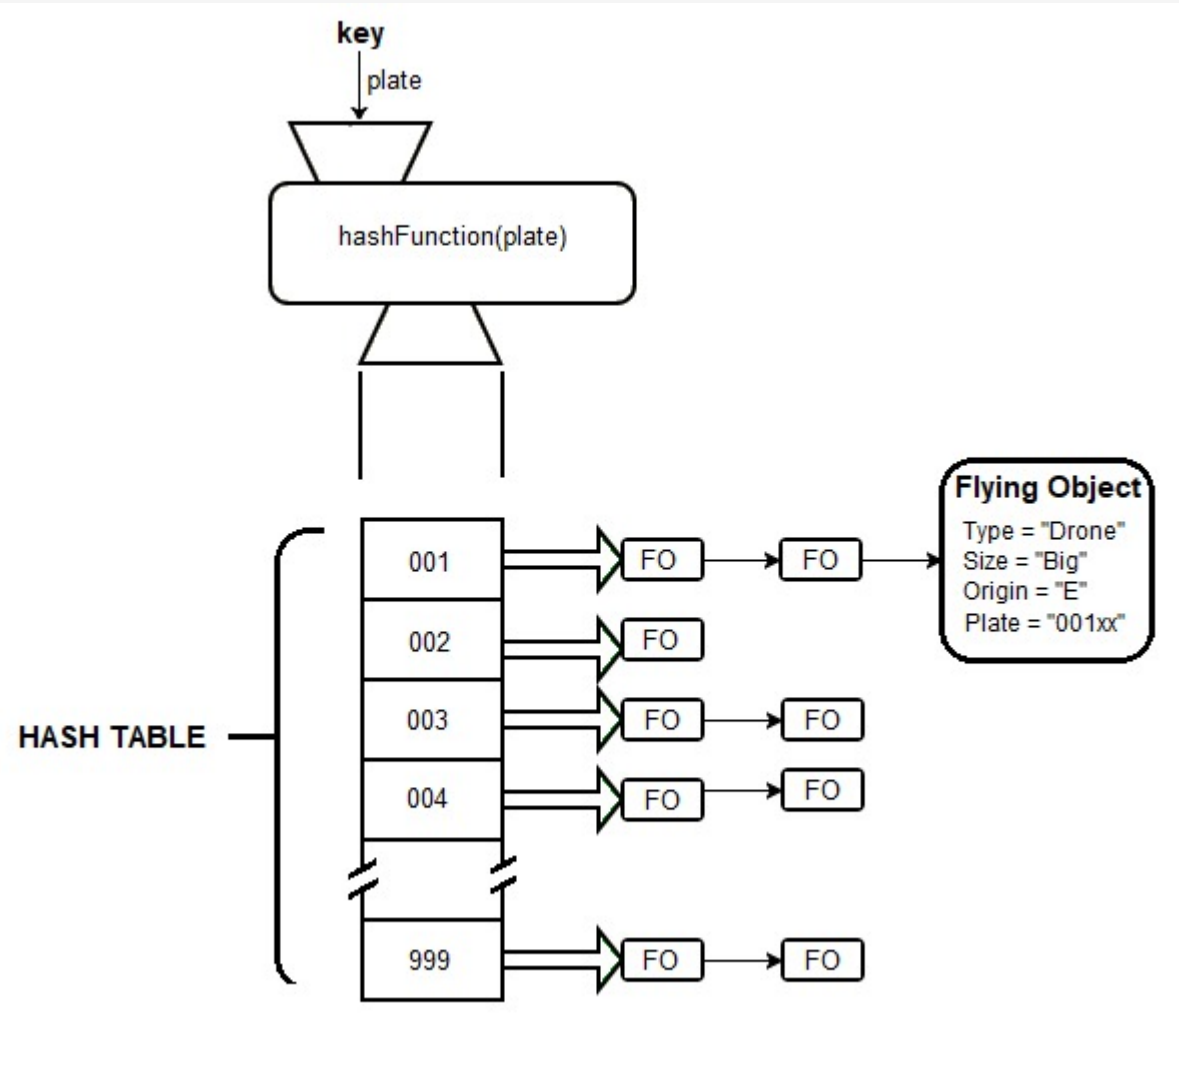 key
plate
hashFunction(plate)
Flying Object
Type = "Drone"
Size = "Big"
Origin = "E"
Plate = "001xx"
001
FO
FO
002
FO
HASH TABLE
003
FO
FO
004
FO
FO
999
FO
FO